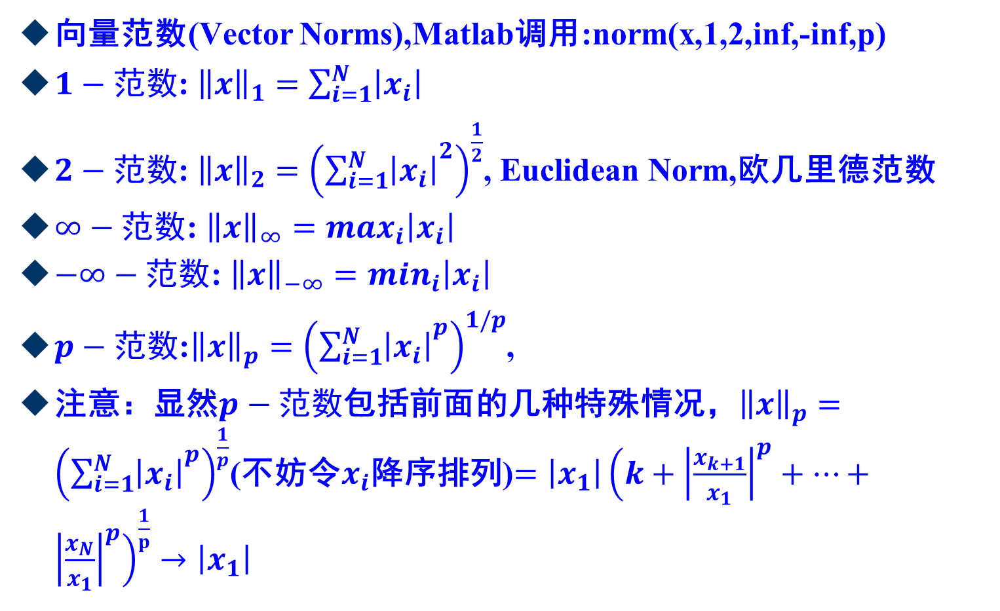 ◆ 向量范数(Vector Norms),Matlab调用:norm(x,1,2,inf,-inf,p)
◆ $1-范数: \|x\|_1 = \sum_{i=1}^{N}|x_i|$
◆ $2-范数: \|x\|_2 = \left(\sum_{i=1}^{N}|x_i|^2\right)^{\frac{1}{2}}$, Euclidean Norm,欧几里德范数
◆ $\infty-范数: \|x\|_\infty = max_i|x_i|$
◆ $-\infty-范数: \|x\|_{-\infty} = min_i|x_i|$
◆ $p-范数: \|x\|_p = \left(\sum_{i=1}^{N}|x_i|^p\right)^{1/p}$,
◆ 注意：显然$p-范数$包括前面的几种特殊情况，$\|x\|_p =$
$\left(\sum_{i=1}^{N}|x_i|^p\right)^{\frac{1}{p}}$(不妨令$x_i$降序排列)$= |x_1|\left(k + \left|\frac{x_{k+1}}{x_1}\right|^p + \cdots +\right.$
$\left.\left|\frac{x_N}{x_1}\right|^p\right)^{\frac{1}{p}} \to |x_1|$